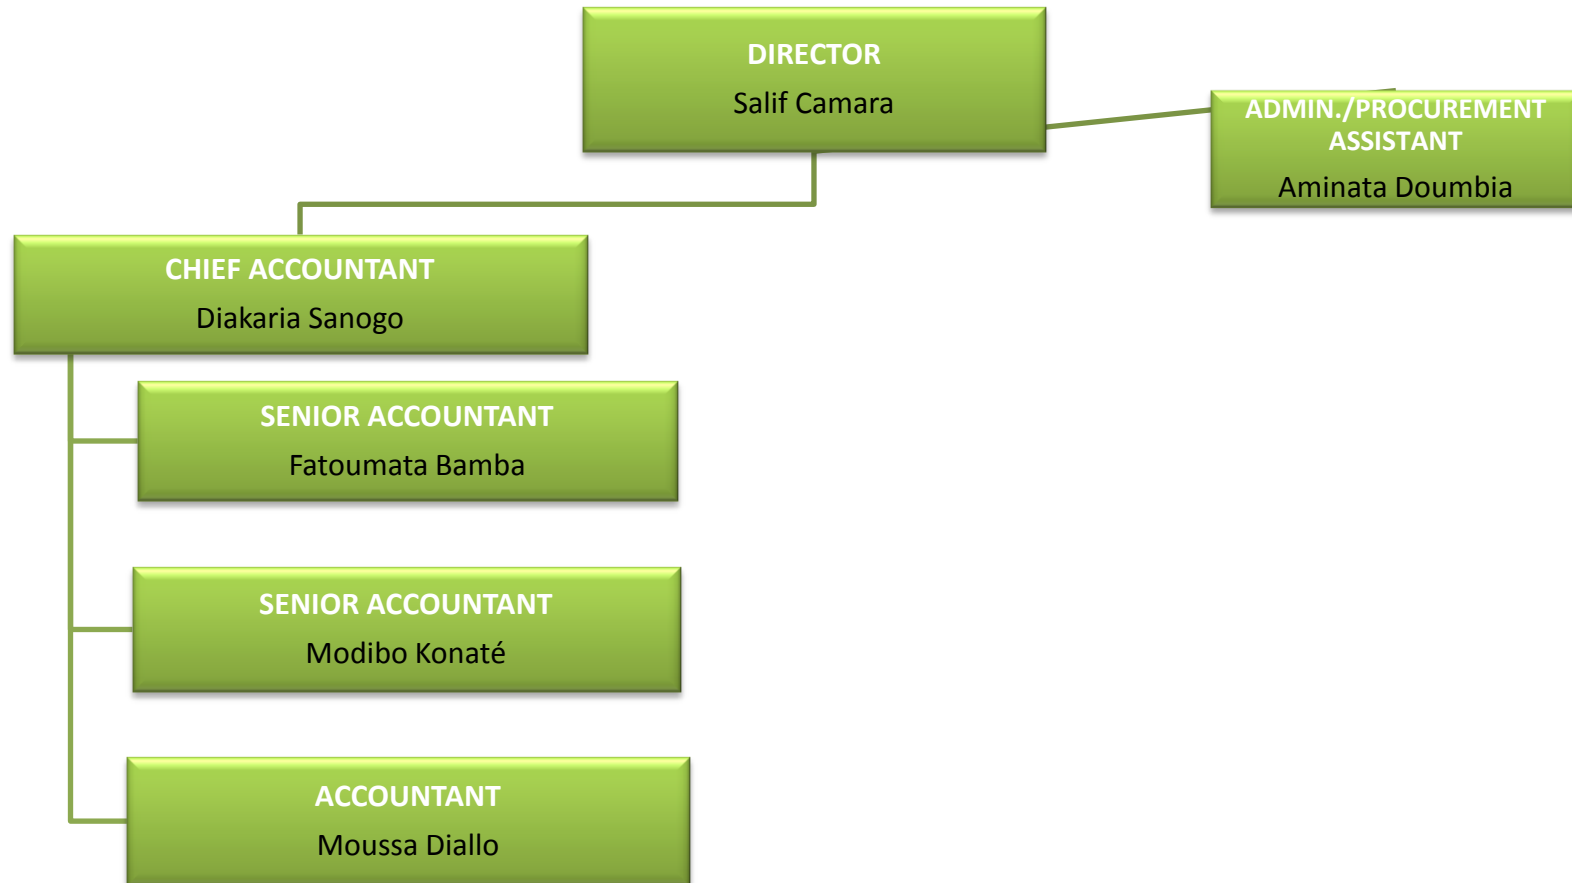 DIRECTOR
Salif Camara
ADMIN./PROCUREMENT
ASSISTANT
Aminata Doumbia
CHIEF ACCOUNTANT
Diakaria Sanogo
SENIOR ACCOUNTANT
Fatoumata Bamba
SENIOR ACCOUNTANT
Modibo Konaté
ACCOUNTANT
Moussa Diallo